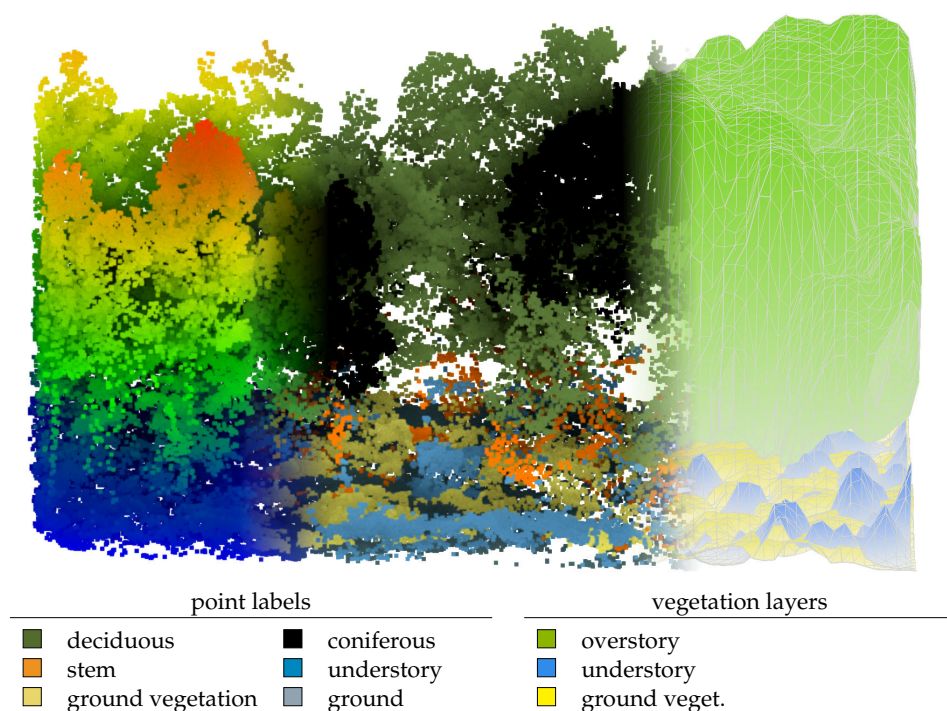 point labels
deciduous
stem
ground vegetation
coniferous
understory
ground
vegetation layers
overstory
understory
ground veget.